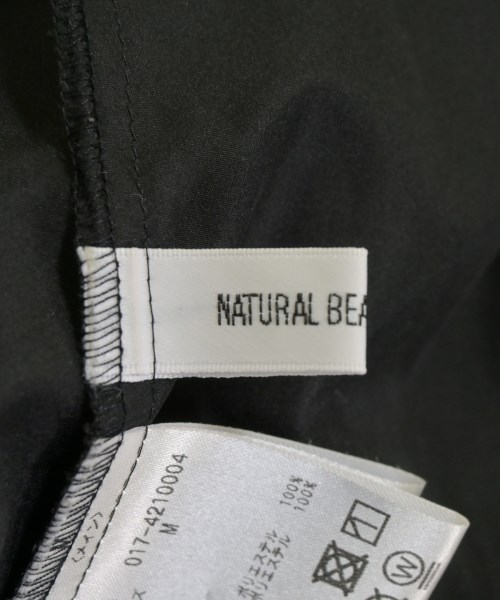 NATURAL BEA
(メイン)
017-4210004
M
ス
ポリエステル 100%
ポリエステル 100%
W